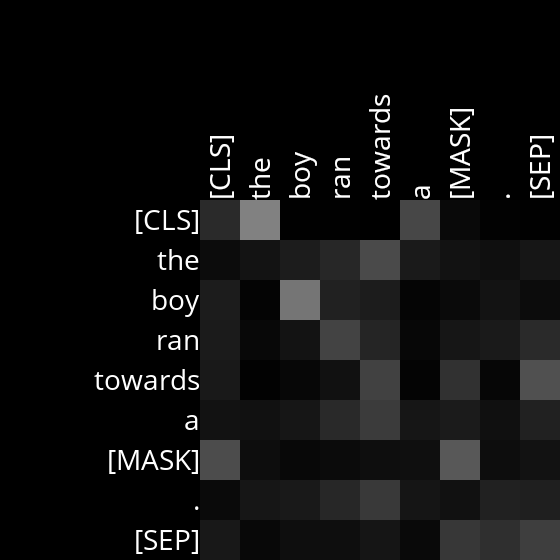 [CLS] the boy ran towards a [MASK] . [SEP]
[CLS]
the
boy
ran
towards
a
[MASK]
.
[SEP]